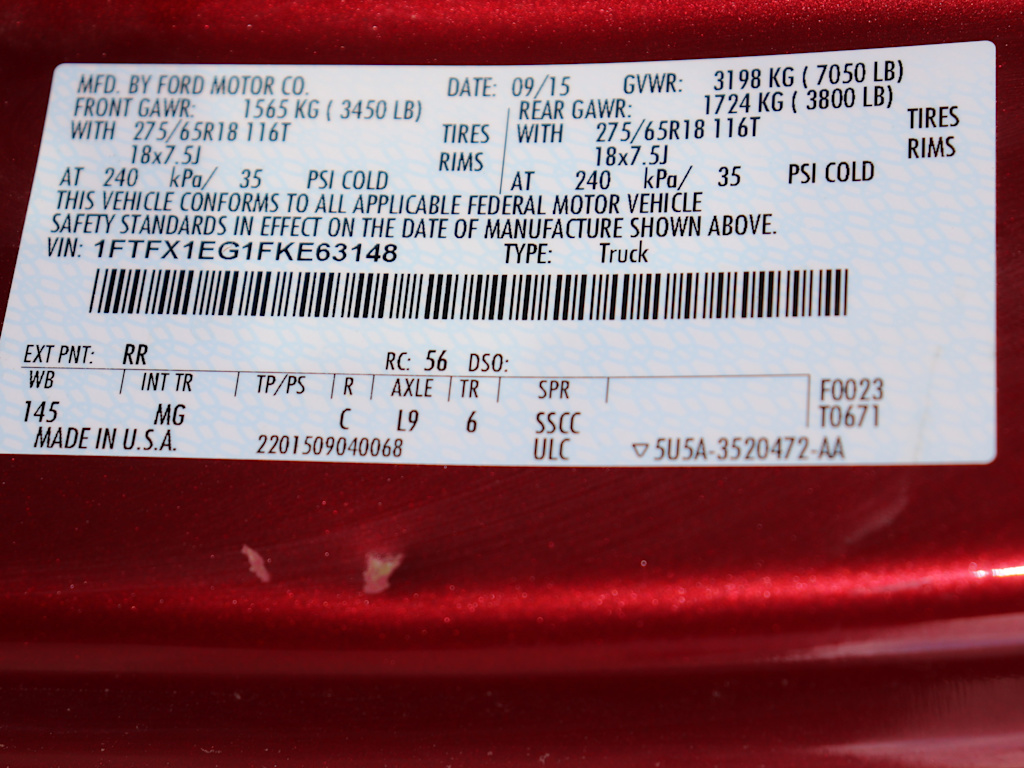 MFD. BY FORD MOTOR CO. DATE: 09/15 GVWR: 3198 KG ( 7050 LB)
FRONT GAWR: 1565 KG ( 3450 LB) REAR GAWR: 1724 KG ( 3800 LB)
WITH 275/65R18 116T TIRES WITH 275/65R18 116T TIRES
18x7.5J RIMS 18x7.5J RIMS
AT 240 kPa/ 35 PSI COLD AT 240 kPa/ 35 PSI COLD
THIS VEHICLE CONFORMS TO ALL APPLICABLE FEDERAL MOTOR VEHICLE
SAFETY STANDARDS IN EFFECT ON THE DATE OF MANUFACTURE SHOWN ABOVE.
VIN: 1FTFX1EG1FKE63148 TYPE: Truck
EXT PNT: RR RC: 56 DSO:
WB INT TR TP/PS R AXLE TR SPR F0023
145 MG C L9 6 SSCC T0671
MADE IN U.S.A. 2201509040068 ULC ▽5U5A-3520472-AA